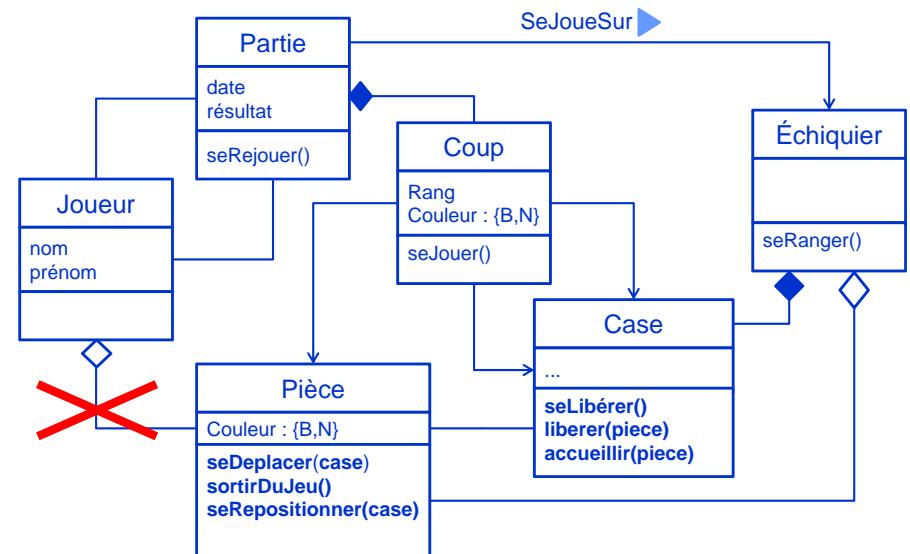 SeJoueSur
Partie
date
résultat
seRejouer()
Échiquier
seRanger()
Coup
Rang
Couleur : {B,N}
seJouer()
Joueur
nom
prénom
Case
...
seLibérer()
liberer(piece)
accueillir(piece)
Pièce
Couleur : {B,N}
seDeplacer(case)
sortirDuJeu()
seRepositionner(case)